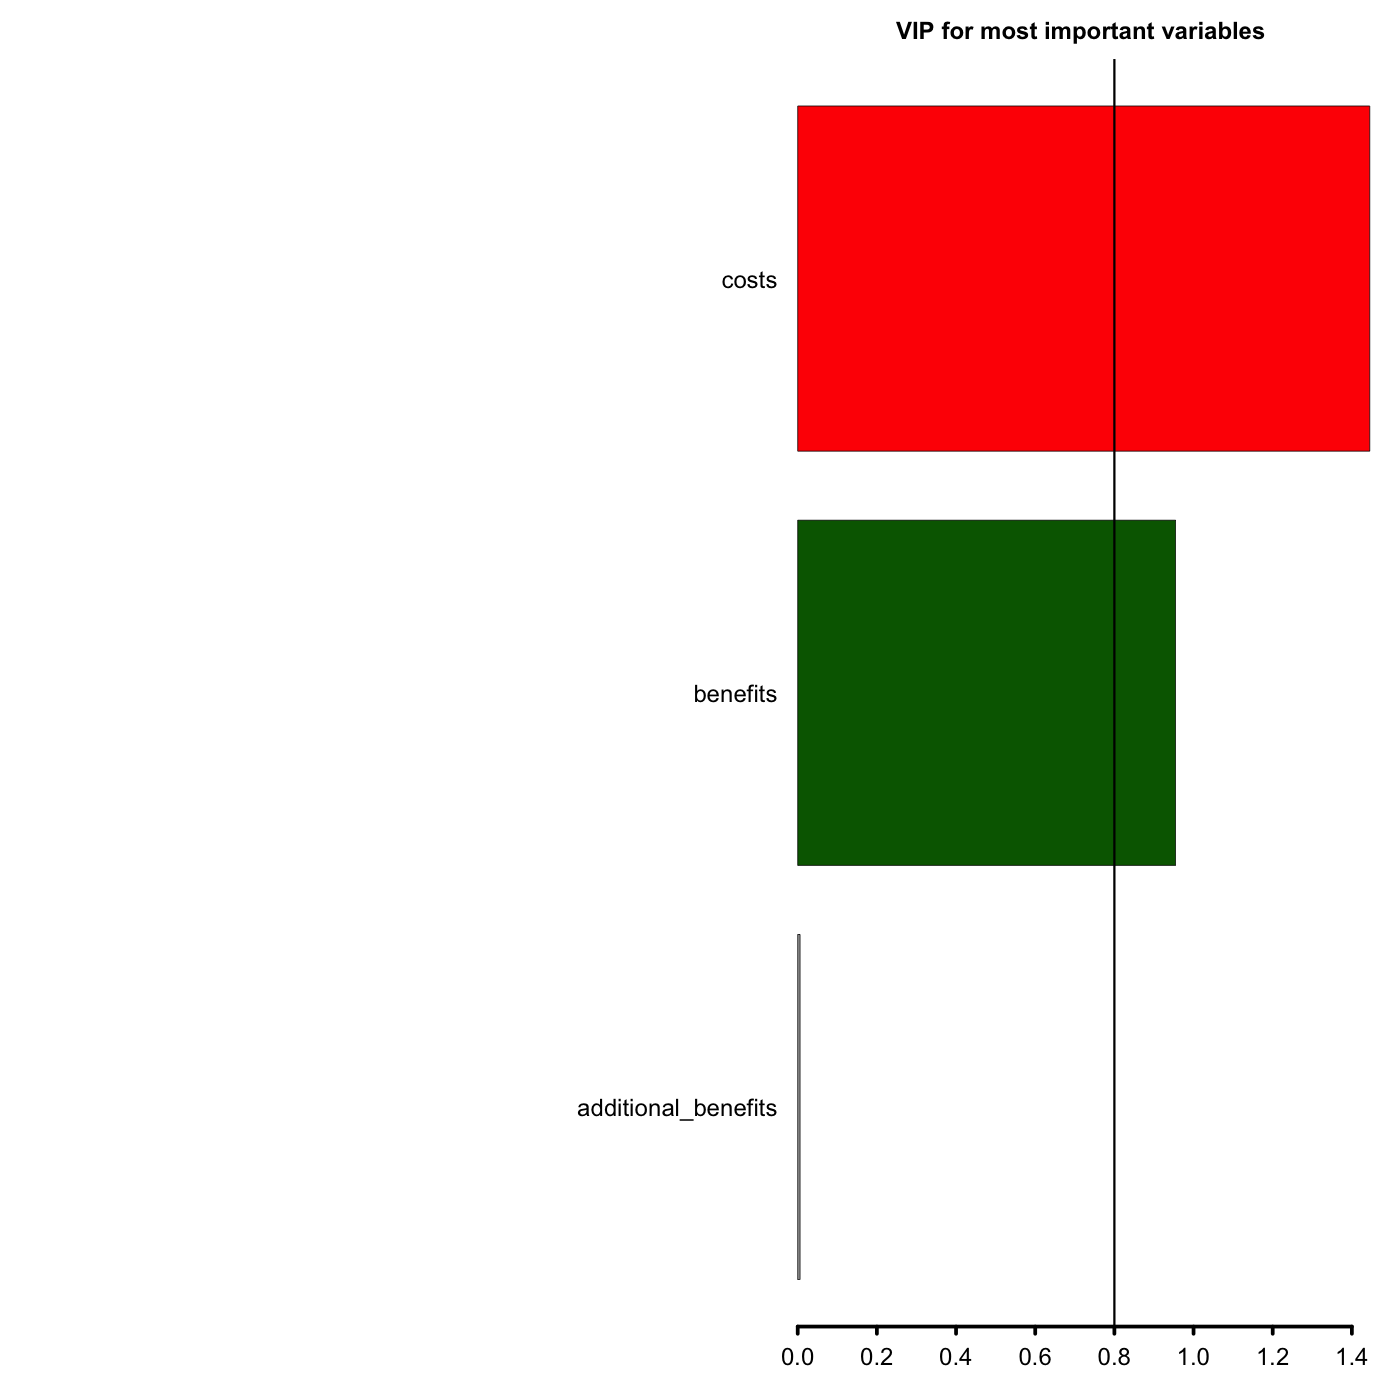 VIP for most important variables
costs
benefits
additional_benefits
0.0 0.2 0.4 0.6 0.8 1.0 1.2 1.4